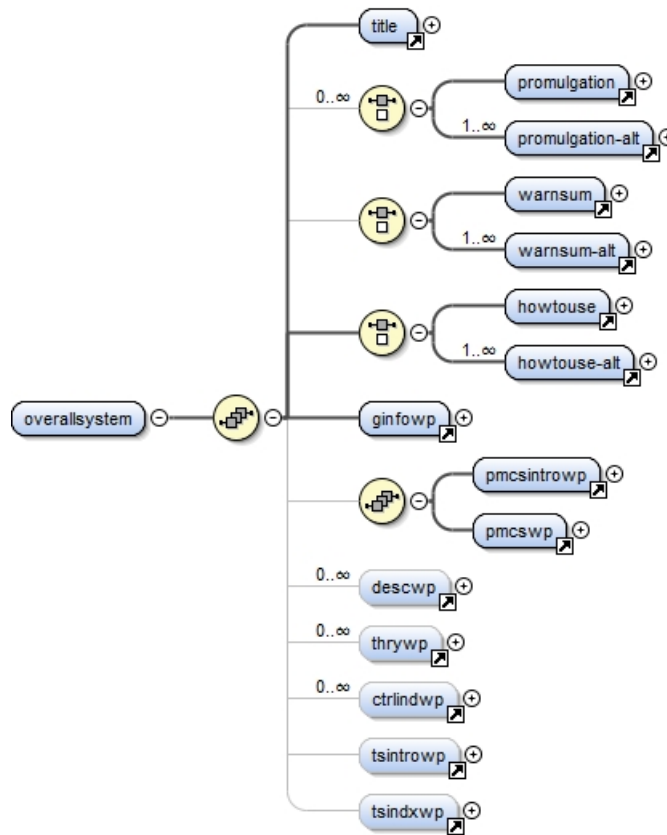 title
0..∞
promulgation
1..∞
promulgation-alt
warnsum
1..∞
warnsum-alt
howtouse
1..∞
howtouse-alt
overallsystem
ginfowp
pmcsintrowp
pmcswp
0..∞
descwp
0..∞
thrywp
0..∞
ctrlindwp
tsintrowp
tsindxwp